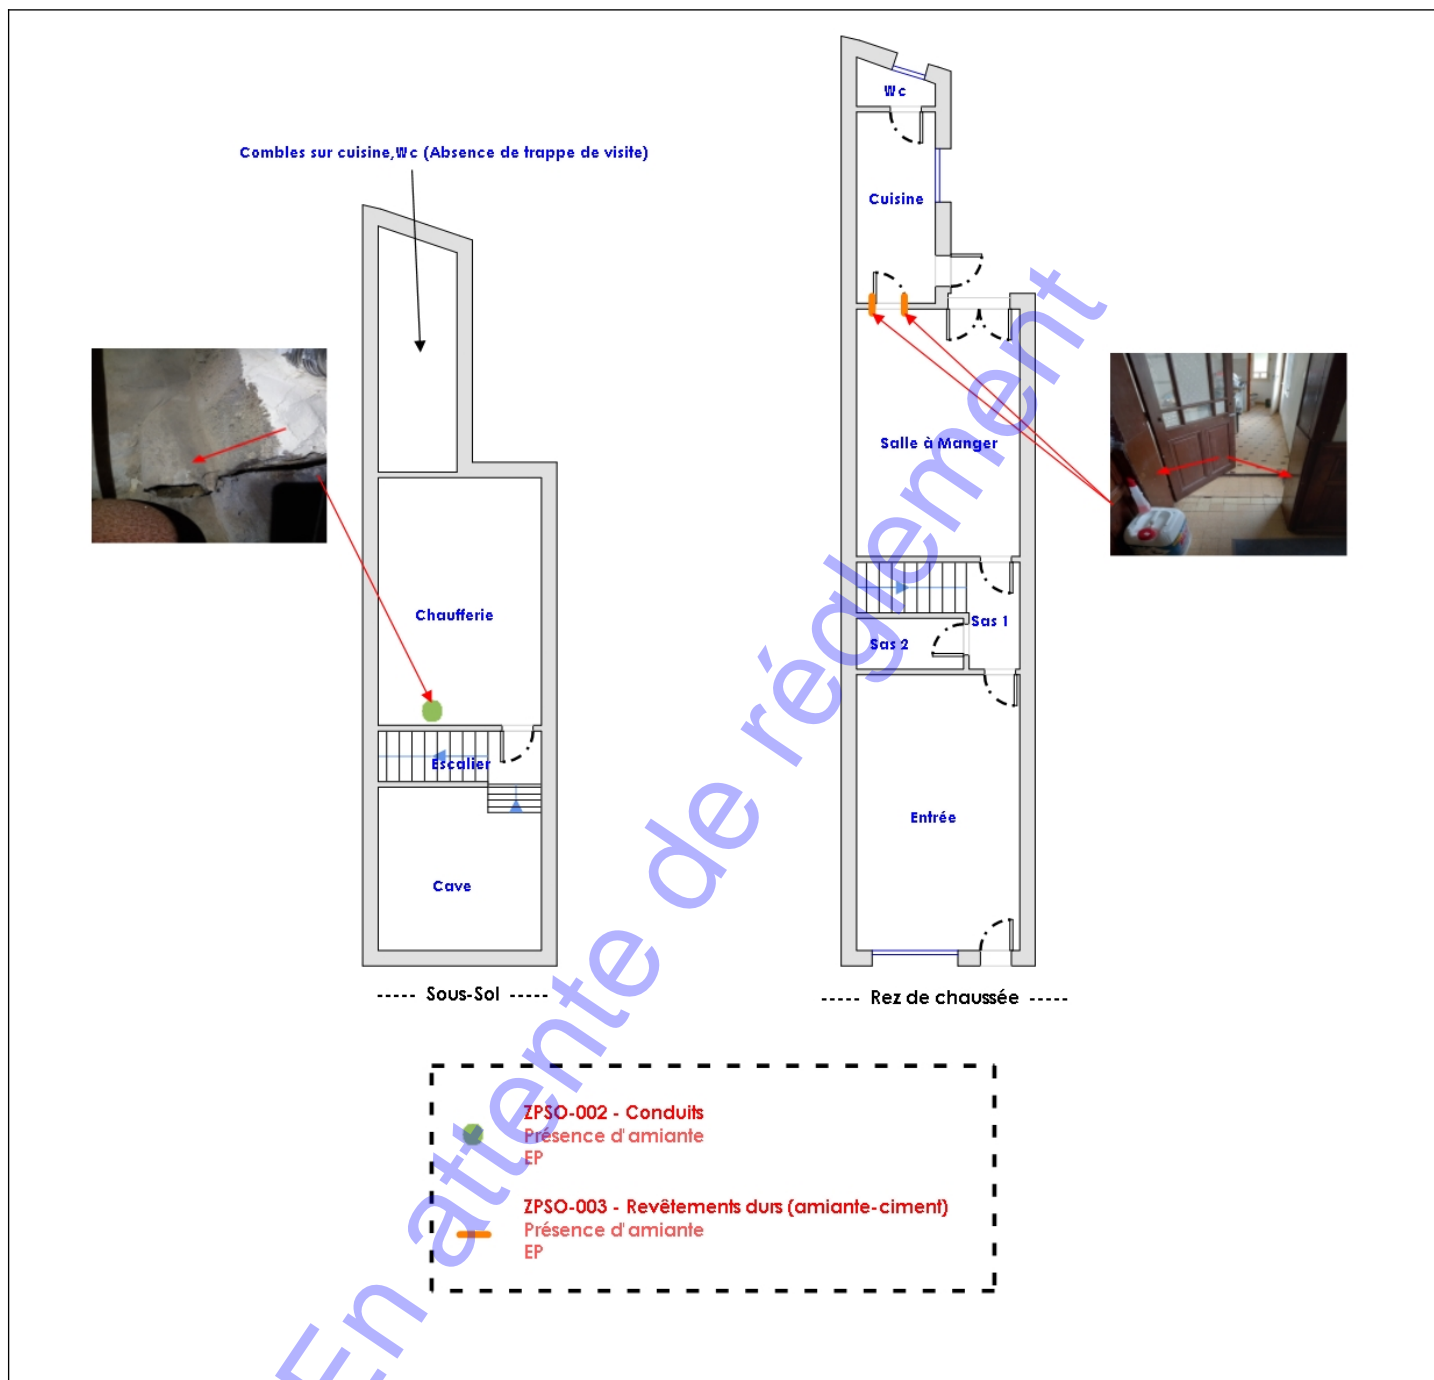 Combles sur cuisine,Wc (Absence de trappe de visite)
Wc
Cuisine
Salle à Manger
Sas 1
Sas 2
Entrée
Chaufferie
Escalier
Cave
----- Sous-Sol -----
----- Rez de chaussée -----
ZPSO-002 - Conduits
Présence d'amiante
EP
ZPSO-003 - Revêtements durs (amiante-ciment)
Présence d'amiante
EP
En attente de réglement